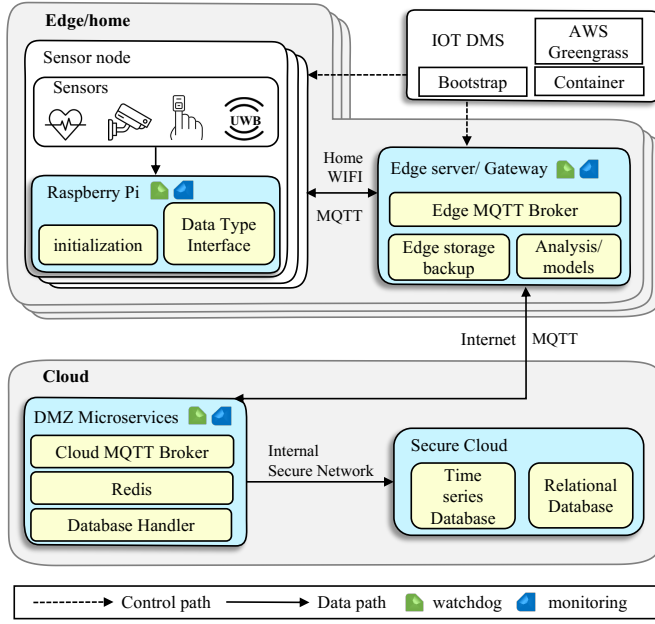 Edge/home
Sensor node
Sensors
UWB
Raspberry Pi
initialization
Data Type
Interface
Home
WIFI
MQTT
IOT DMS
AWS
Greengrass
Bootstrap
Container
Edge server/ Gateway
Edge MQTT Broker
Edge storage
backup
Analysis/
models
Internet
MQTT
Cloud
DMZ Microservices
Cloud MQTT Broker
Redis
Database Handler
Internal
Secure Network
Secure Cloud
Time
series
Database
Relational
Database
Control path
Data path
watchdog
monitoring